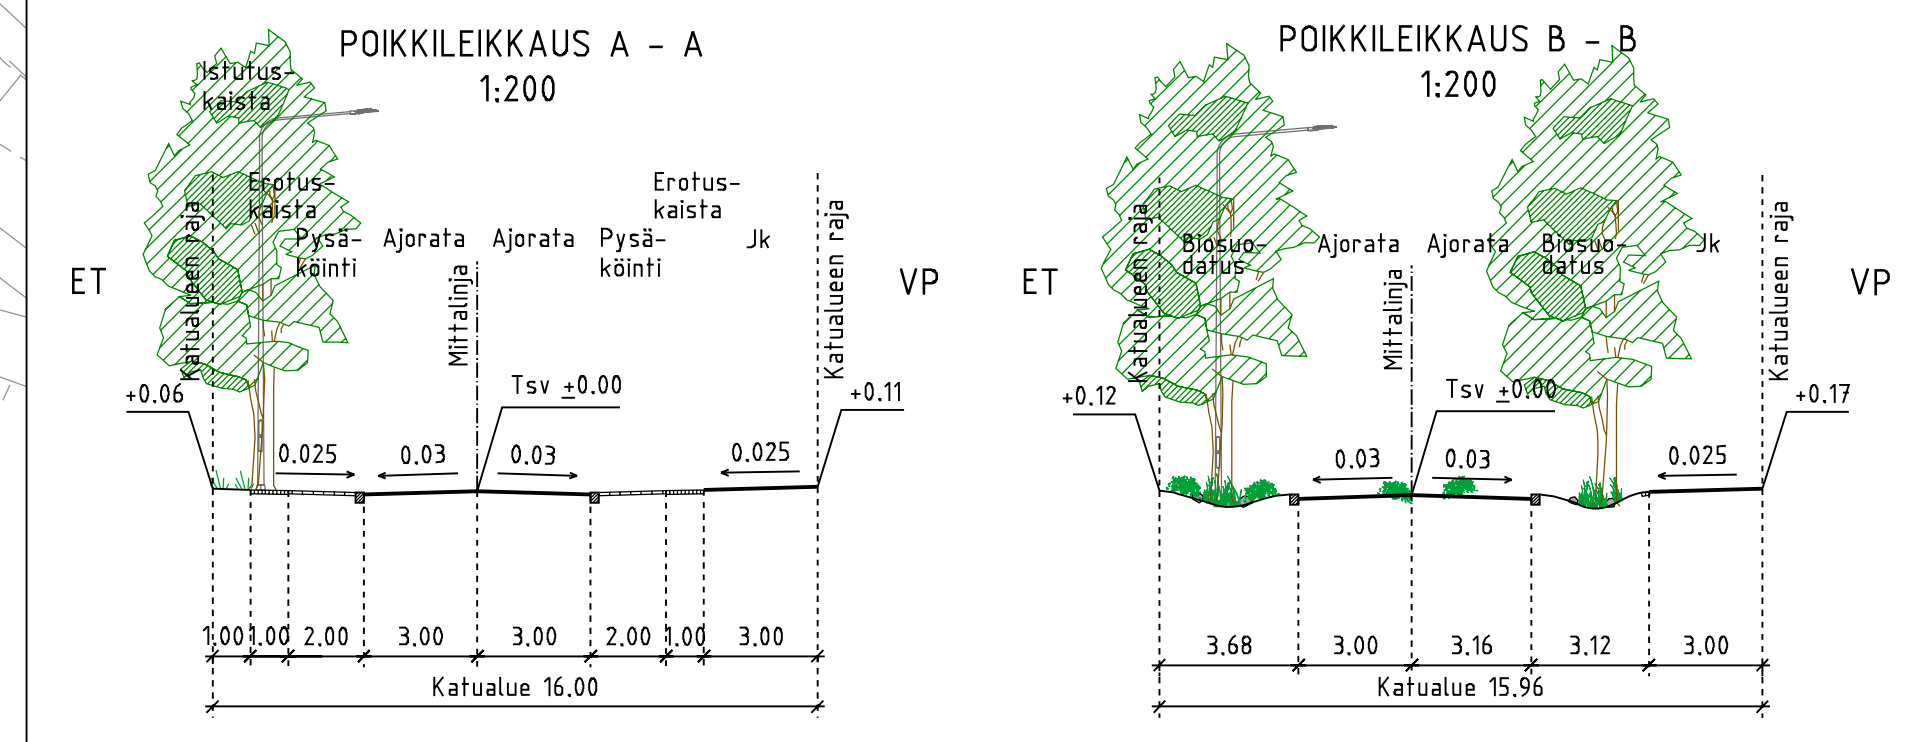 POIKKILEIKKAUS A - A
1:200
Istutus-
kaista
Erotus-
kaista
Pysä-
köinti
Ajorata
Ajorata
Pysä-
köinti
Erotus-
kaista
Jk
Katualueen raja
Mittalinja
Katualueen raja
ET
VP
+0.06
Tsv ±0.00
+0.11
0.025
0.03
0.03
0.025
1.00
1.00
2.00
3.00
3.00
2.00
1.00
3.00
Katualue 16.00
POIKKILEIKKAUS B - B
1:200
Biosuo-
datus
Ajorata
Ajorata
Biosuo-
datus
Jk
Katualueen raja
Mittalinja
Katualueen raja
ET
VP
+0.12
Tsv ±0.00
+0.17
0.03
0.03
0.025
3.68
3.00
3.16
3.12
3.00
Katualue 15.96